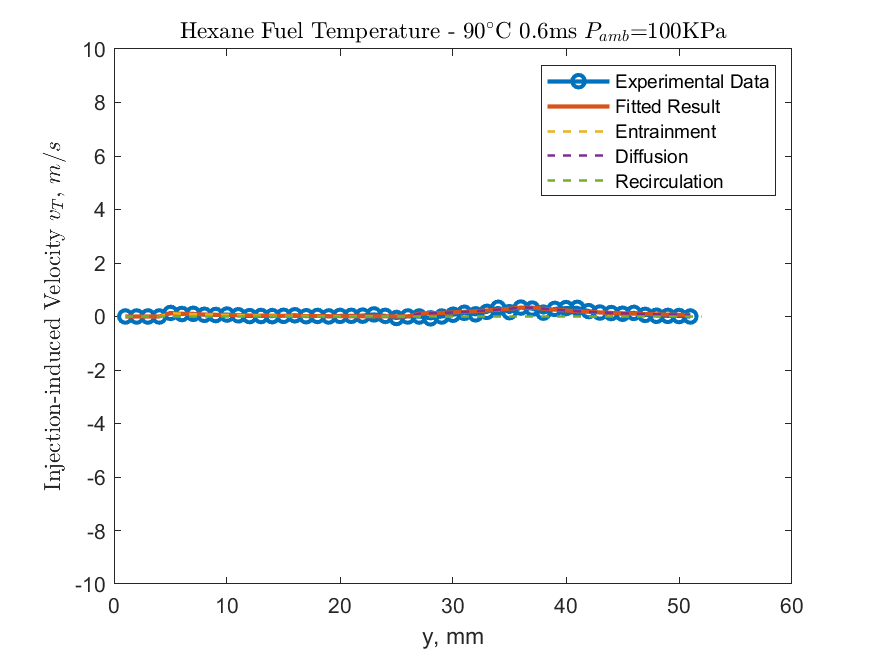 Hexane Fuel Temperature - 90°C 0.6ms P_amb=100KPa
10
8
6
4
2
0
-2
-4
-6
-8
-10
Injection-induced Velocity v_T, m/s
Experimental Data
Fitted Result
Entrainment
Diffusion
Recirculation
0 10 20 30 40 50 60
y, mm